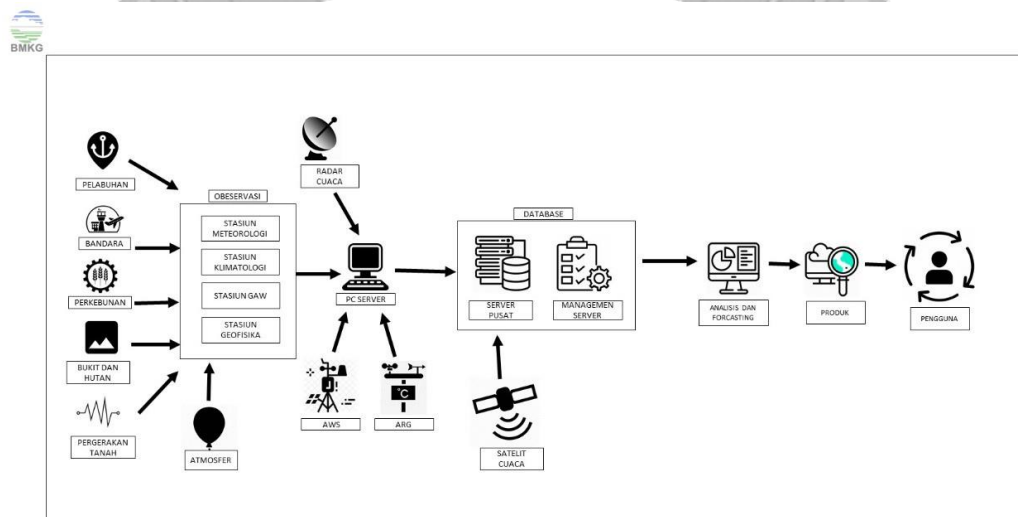 BMKG
PELABUHAN
BANDARA
PERKEBUNAN
BUKIT DAN
HUTAN
PERGERAKAN
TANAH
ATMOSFER
OBESERVASI
STASIUN
METEOROLOGI
STASIUN
KLIMATOLOGI
STASIUN GAW
STASIUN
GEOFISIKA
RADAR
CUACA
PC SERVER
AWS
ARG
°C
DATABASE
SERVER
PUSAT
MANAGEMEN
SERVER
SATELIT
CUACA
ANALISIS DAN
FORCASTING
PRODUK
PENGGUNA